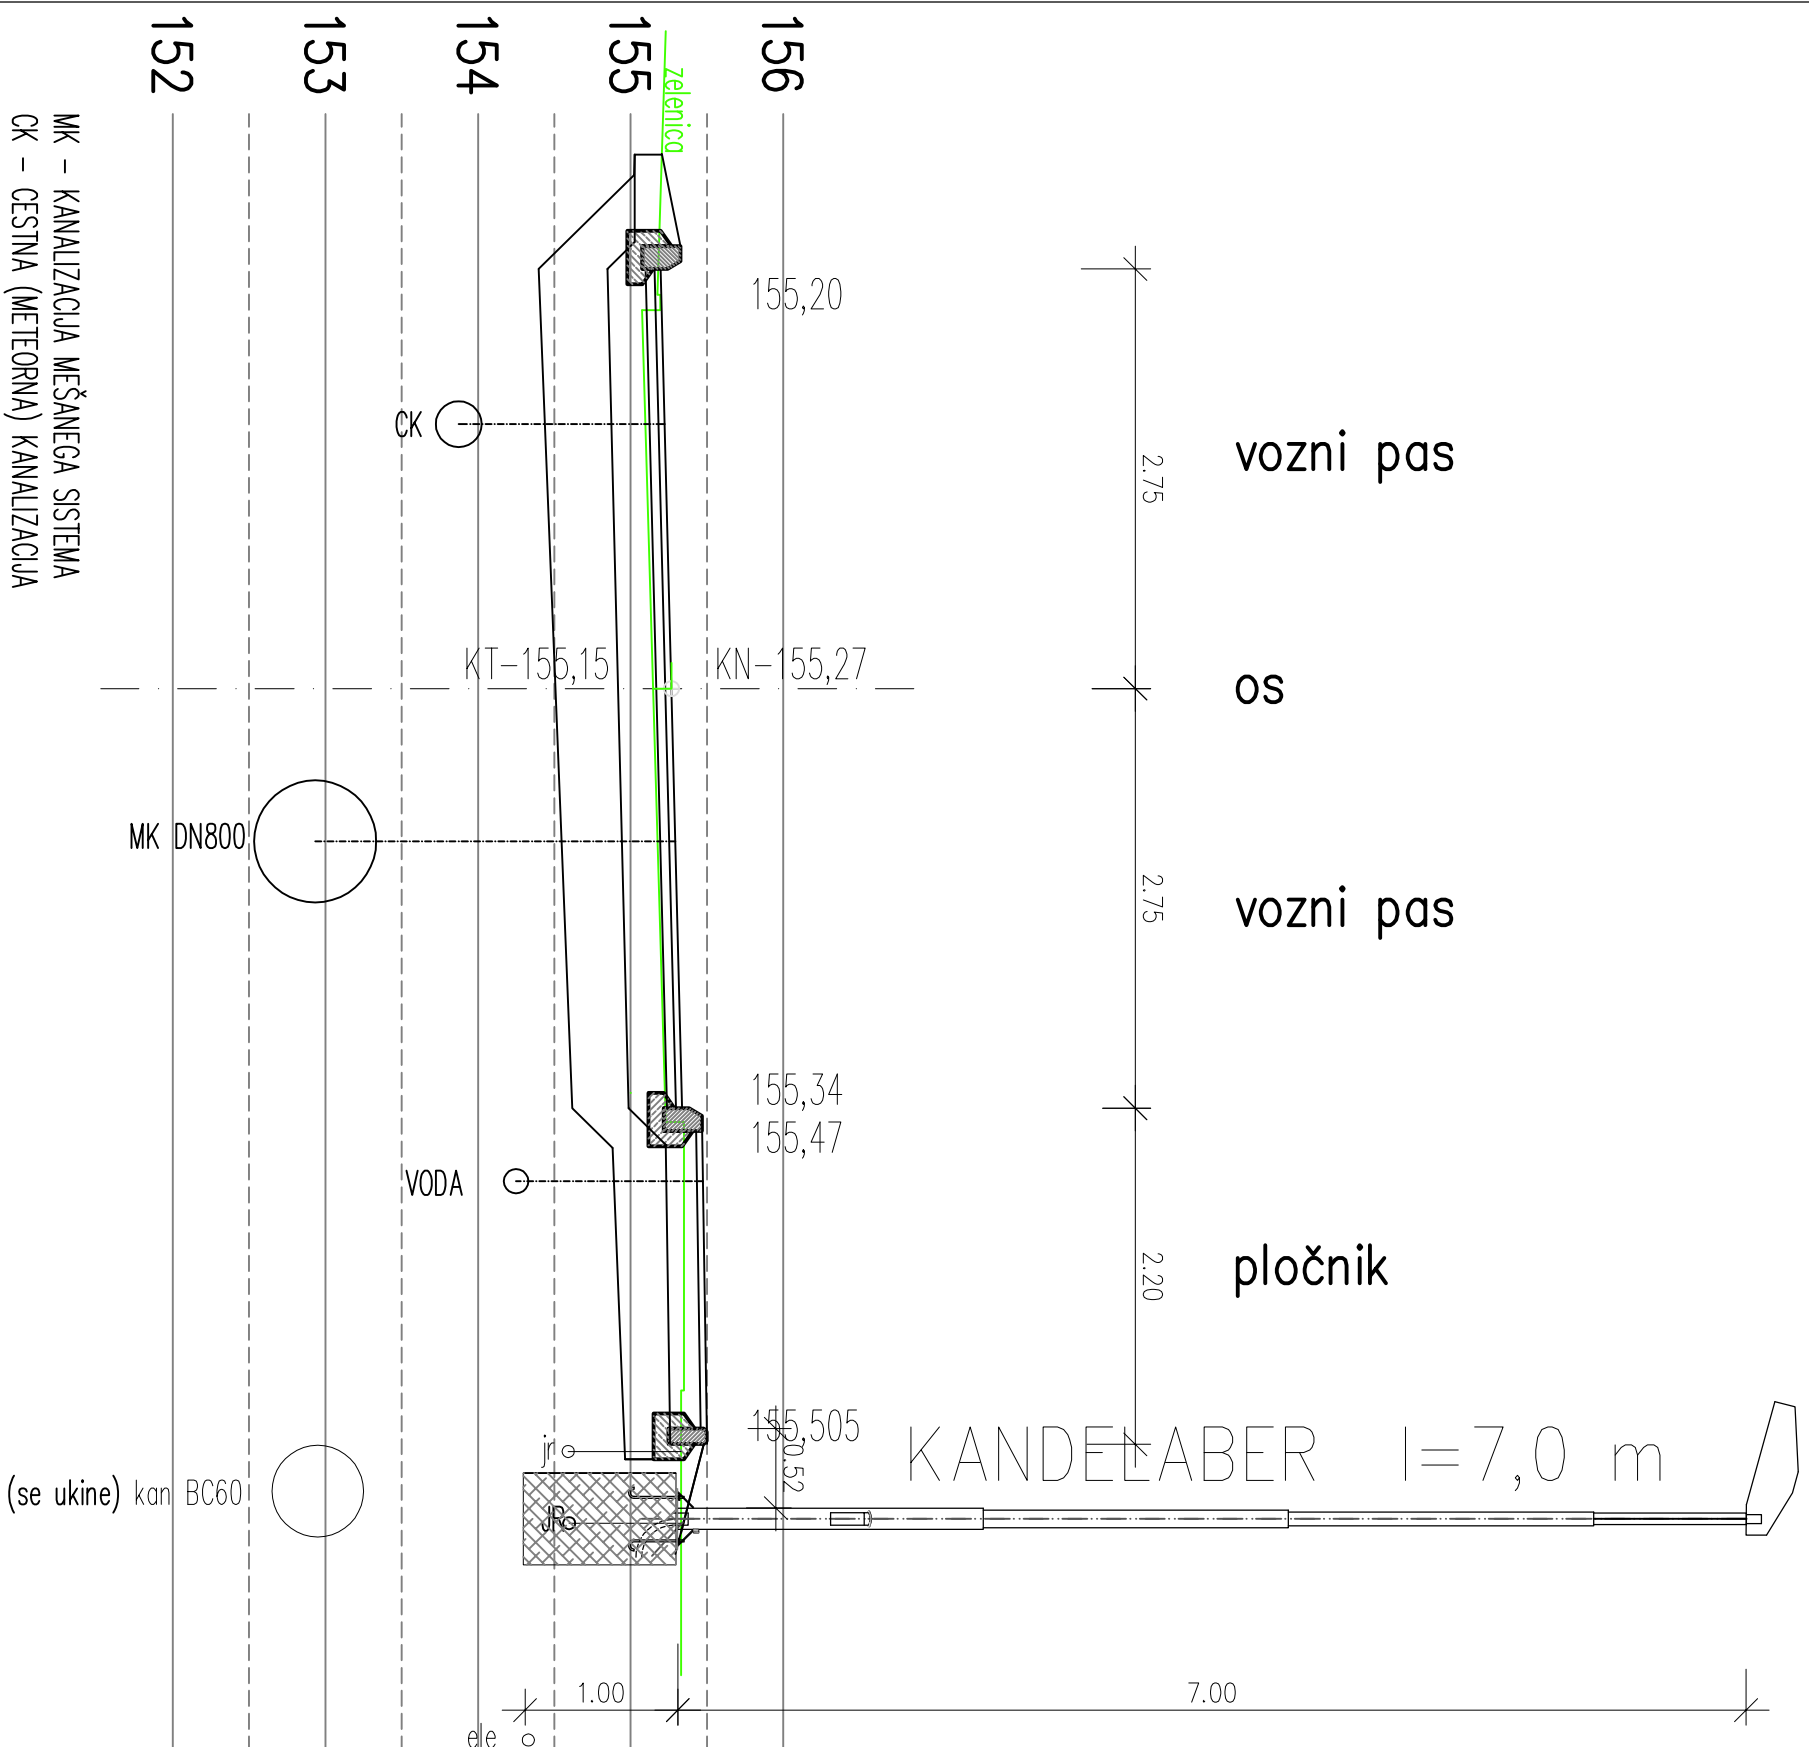 152
153
154
155
156
zelenica
MK - KANALIZACIJA MEŠANEGA SISTEMA
CK - CESTNA (METEORNA) KANALIZACIJA
155,20
CK
2.75
vozni pas
KT-155,15
KN-155,27
os
MK DN800
2.75
vozni pas
155,34
155,47
VODA
2.20
pločnik
155,505
0.52
KANDELABER l=7,0 m
jr
(se ukine) kan BC60
JR
1.00
7.00
ele